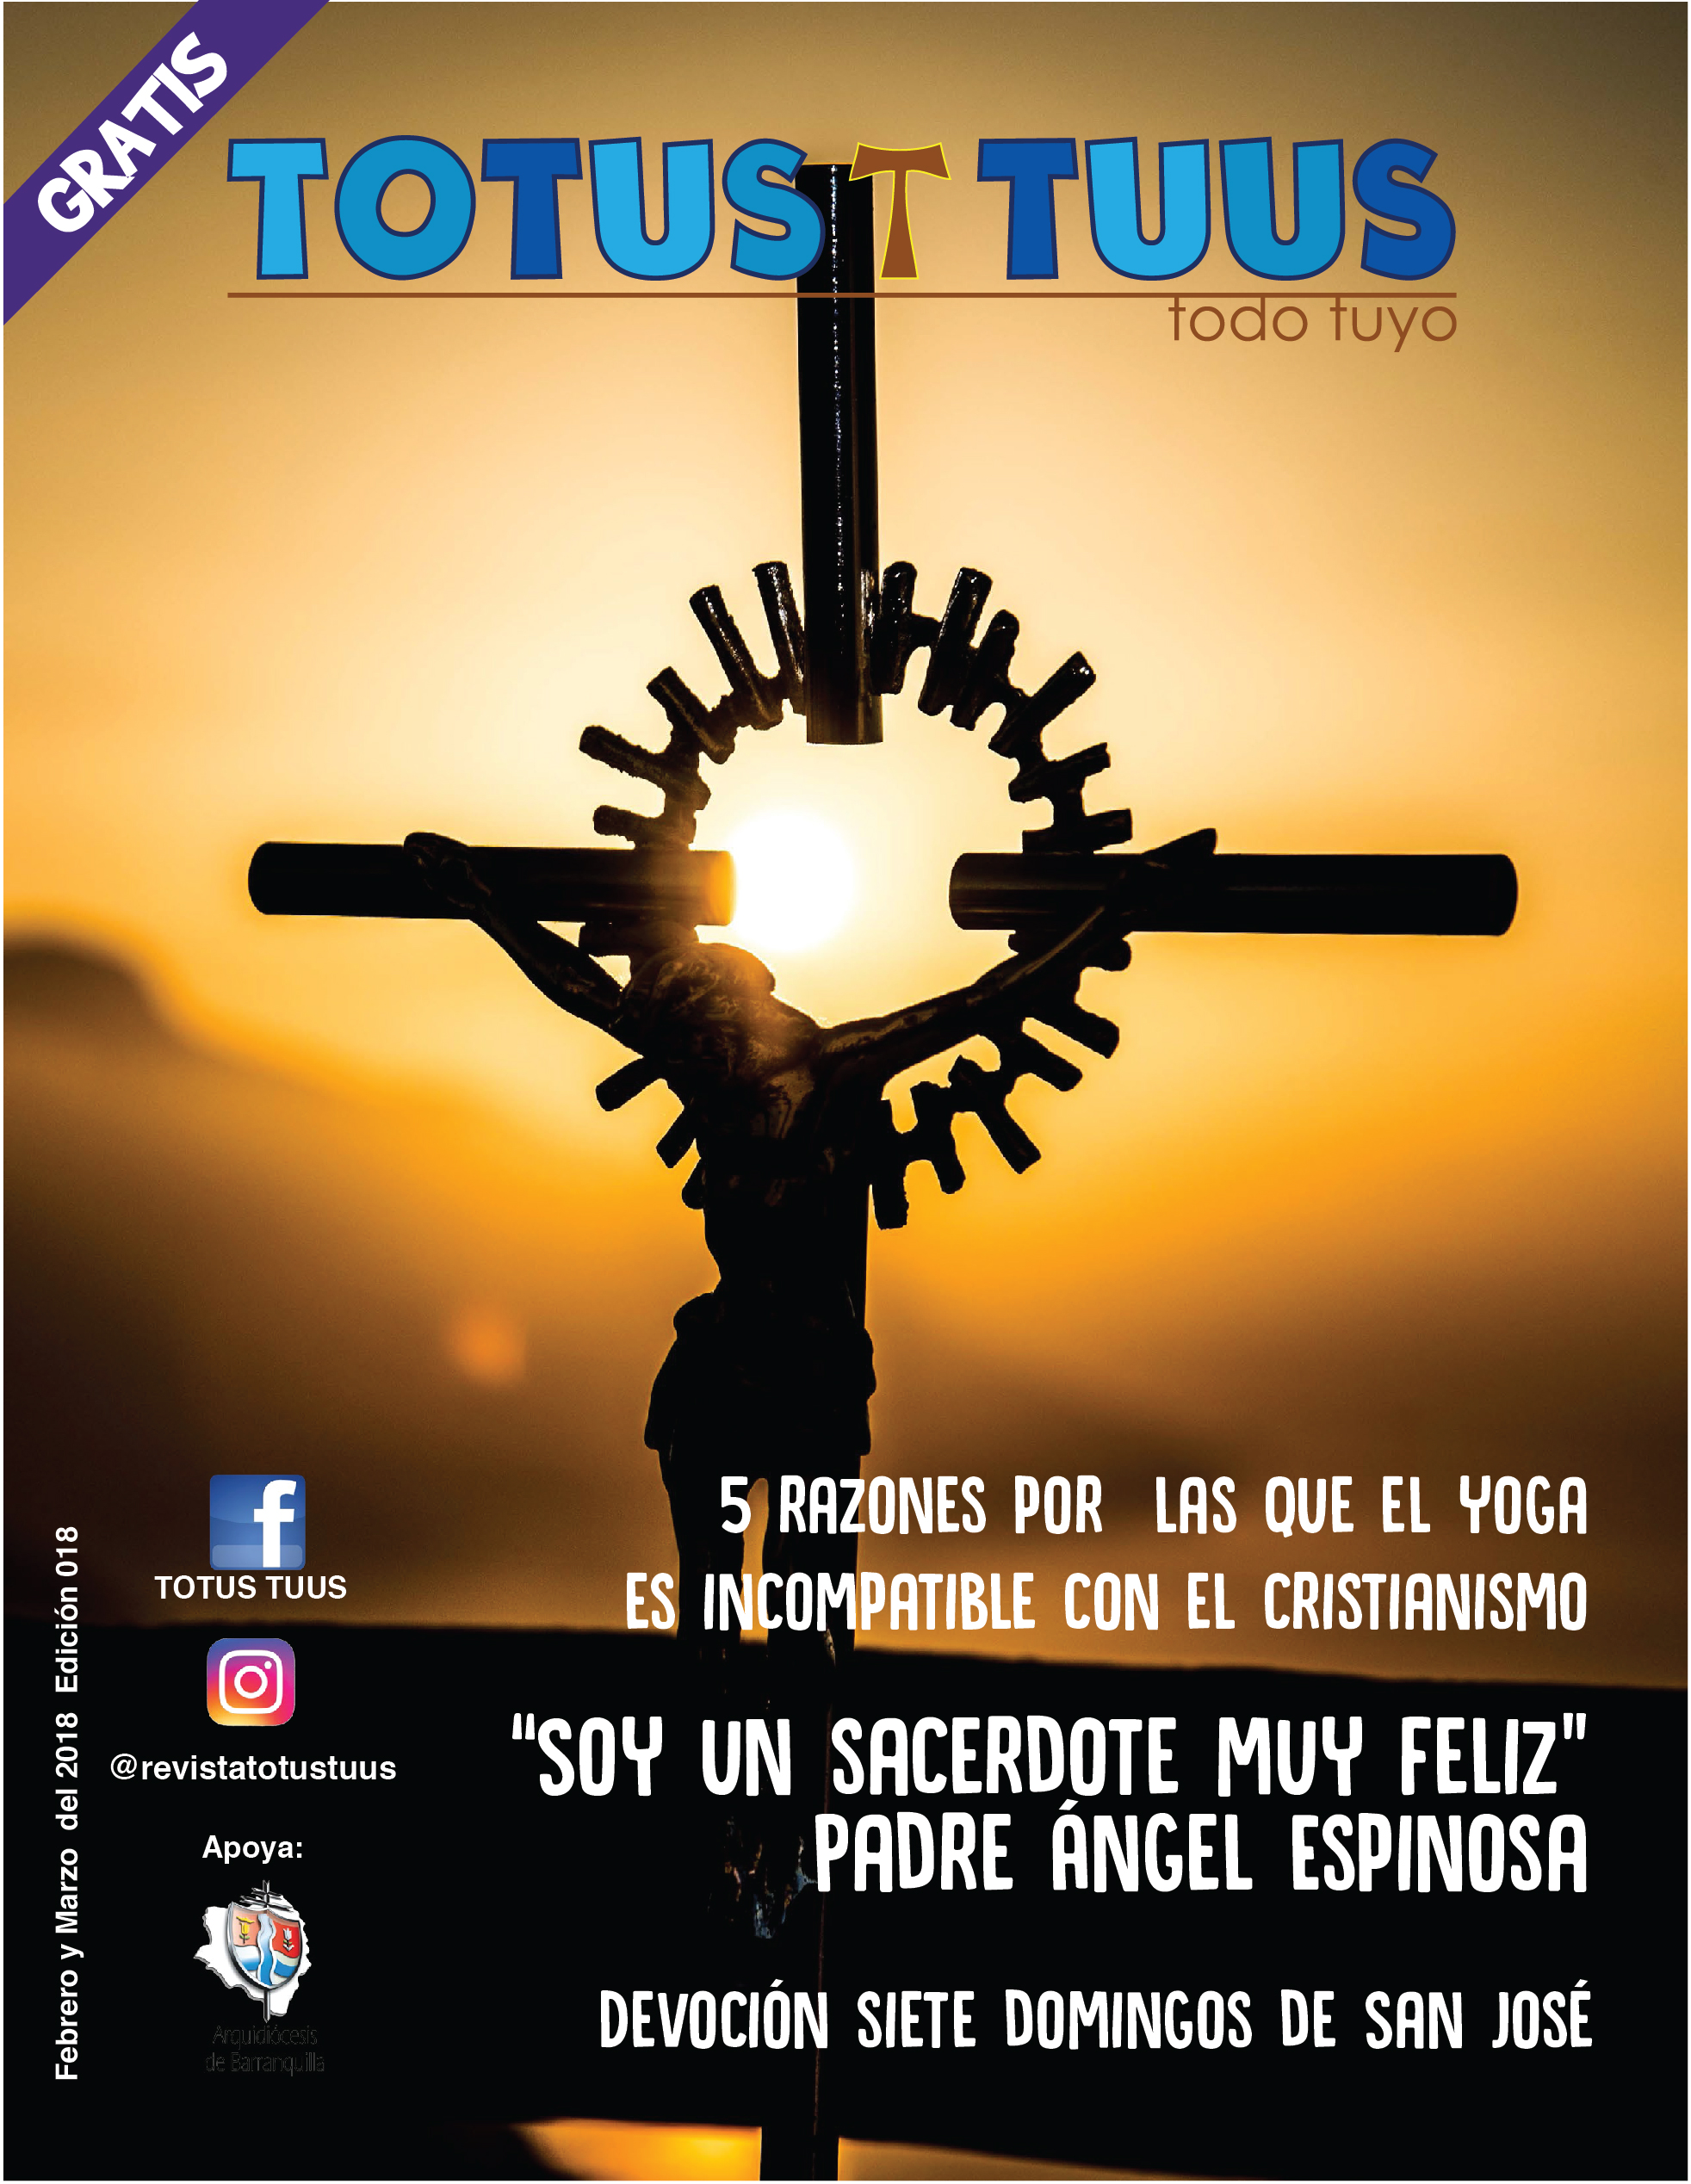 GRATIS
TOTUS T TUUS
todo tuyo
5 RAZONES POR LAS QUE EL YOGA
ES INCOMPATIBLE CON EL CRISTIANISMO
"SOY UN SACERDOTE MUY FELIZ"
PADRE ÁNGEL ESPINOSA
DEVOCIÓN SIETE DOMINGOS DE SAN JOSÉ
TOTUS TUUS
@revistatotustuus
Apoya:
Arquidiócesis
de Barranquilla
Febrero y Marzo del 2018 Edición 018